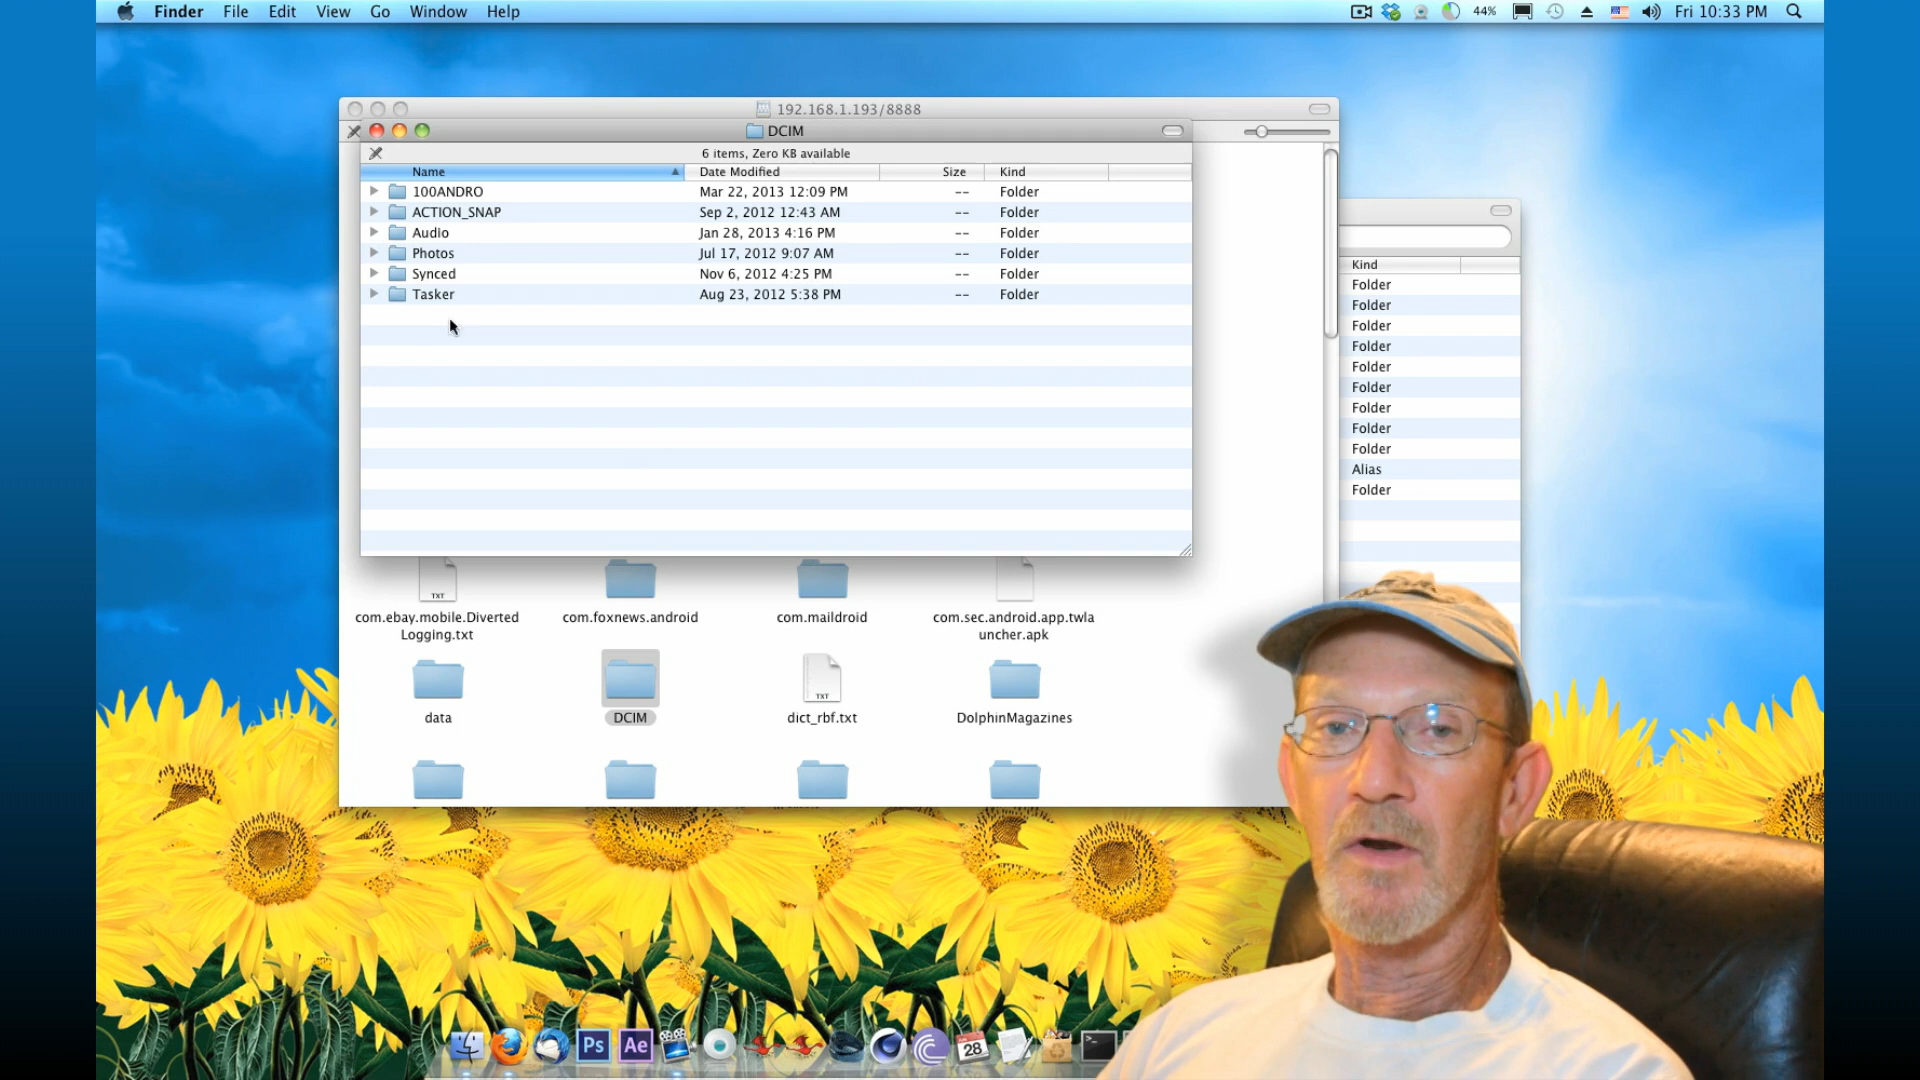 Finder File Edit View Go Window Help
44% Fri 10:33 PM
192.168.1.193/8888
DCIM
6 items, Zero KB available
Name Date Modified Size Kind
100ANDRO Mar 22, 2013 12:09 PM -- Folder
ACTION_SNAP Sep 2, 2012 12:43 AM -- Folder
Audio Jan 28, 2013 4:16 PM -- Folder
Photos Jul 17, 2012 9:07 AM -- Folder
Synced Nov 6, 2012 4:25 PM -- Folder
Tasker Aug 23, 2012 5:38 PM -- Folder
Kind
Folder
Folder
Folder
Folder
Folder
Folder
Folder
Folder
Folder
Alias
Folder
TXT
com.ebay.mobile.Diverted
Logging.txt
com.foxnews.android
com.maildroid
com.sec.android.app.twla
uncher.apk
TXT
data
DCIM
dict_rbf.txt
DolphinMagazines
Ps Ae 28